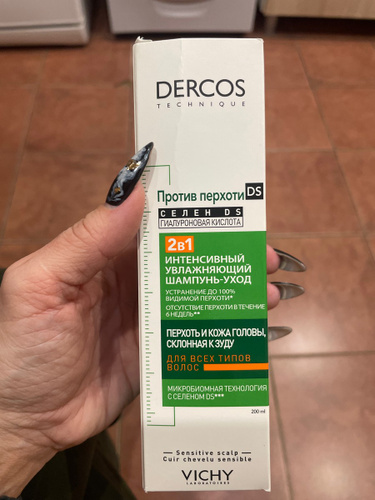 DERCOS
TECHNIQUE
Против перхоти DS
СЕЛЕН DS
ГИАЛУРОНОВАЯ КИСЛОТА
2в1
ИНТЕНСИВНЫЙ
УВЛАЖНЯЮЩИЙ
ШАМПУНЬ-УХОД
УСТРАНЕНИЕ ДО 100%
ВИДИМОЙ ПЕРХОТИ*
ОТСУТСТВИЕ ПЕРХОТИ В ТЕЧЕНИЕ
6 НЕДЕЛЬ**
ПЕРХОТЬ И КОЖА ГОЛОВЫ,
СКЛОННАЯ К ЗУДУ
ДЛЯ ВСЕХ ТИПОВ
ВОЛОС
МИКРОБИОМНАЯ ТЕХНОЛОГИЯ
С СЕЛЕНОМ DS***
200 ml
Sensitive scalp
Cuir chevelu sensible
VICHY
LABORATOIRES